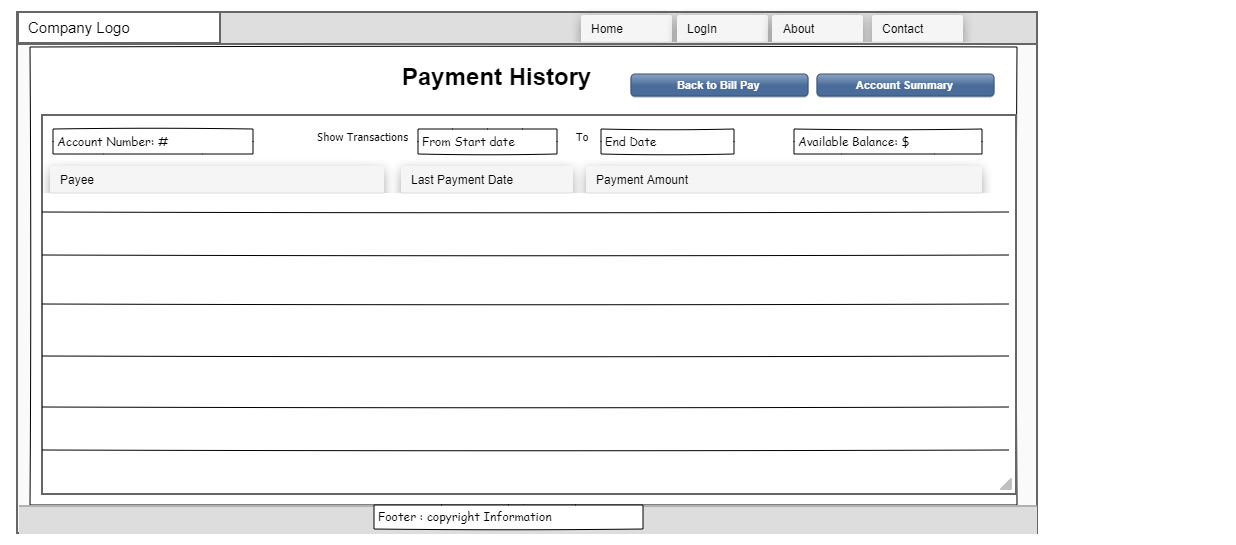 Company Logo
Home
LogIn
About
Contact
Payment History
Back to Bill Pay
Account Summary
Account Number: #
Show Transactions
From Start date
To
End Date
Available Balance: $
Payee
Last Payment Date
Payment Amount
Footer : copyright Information